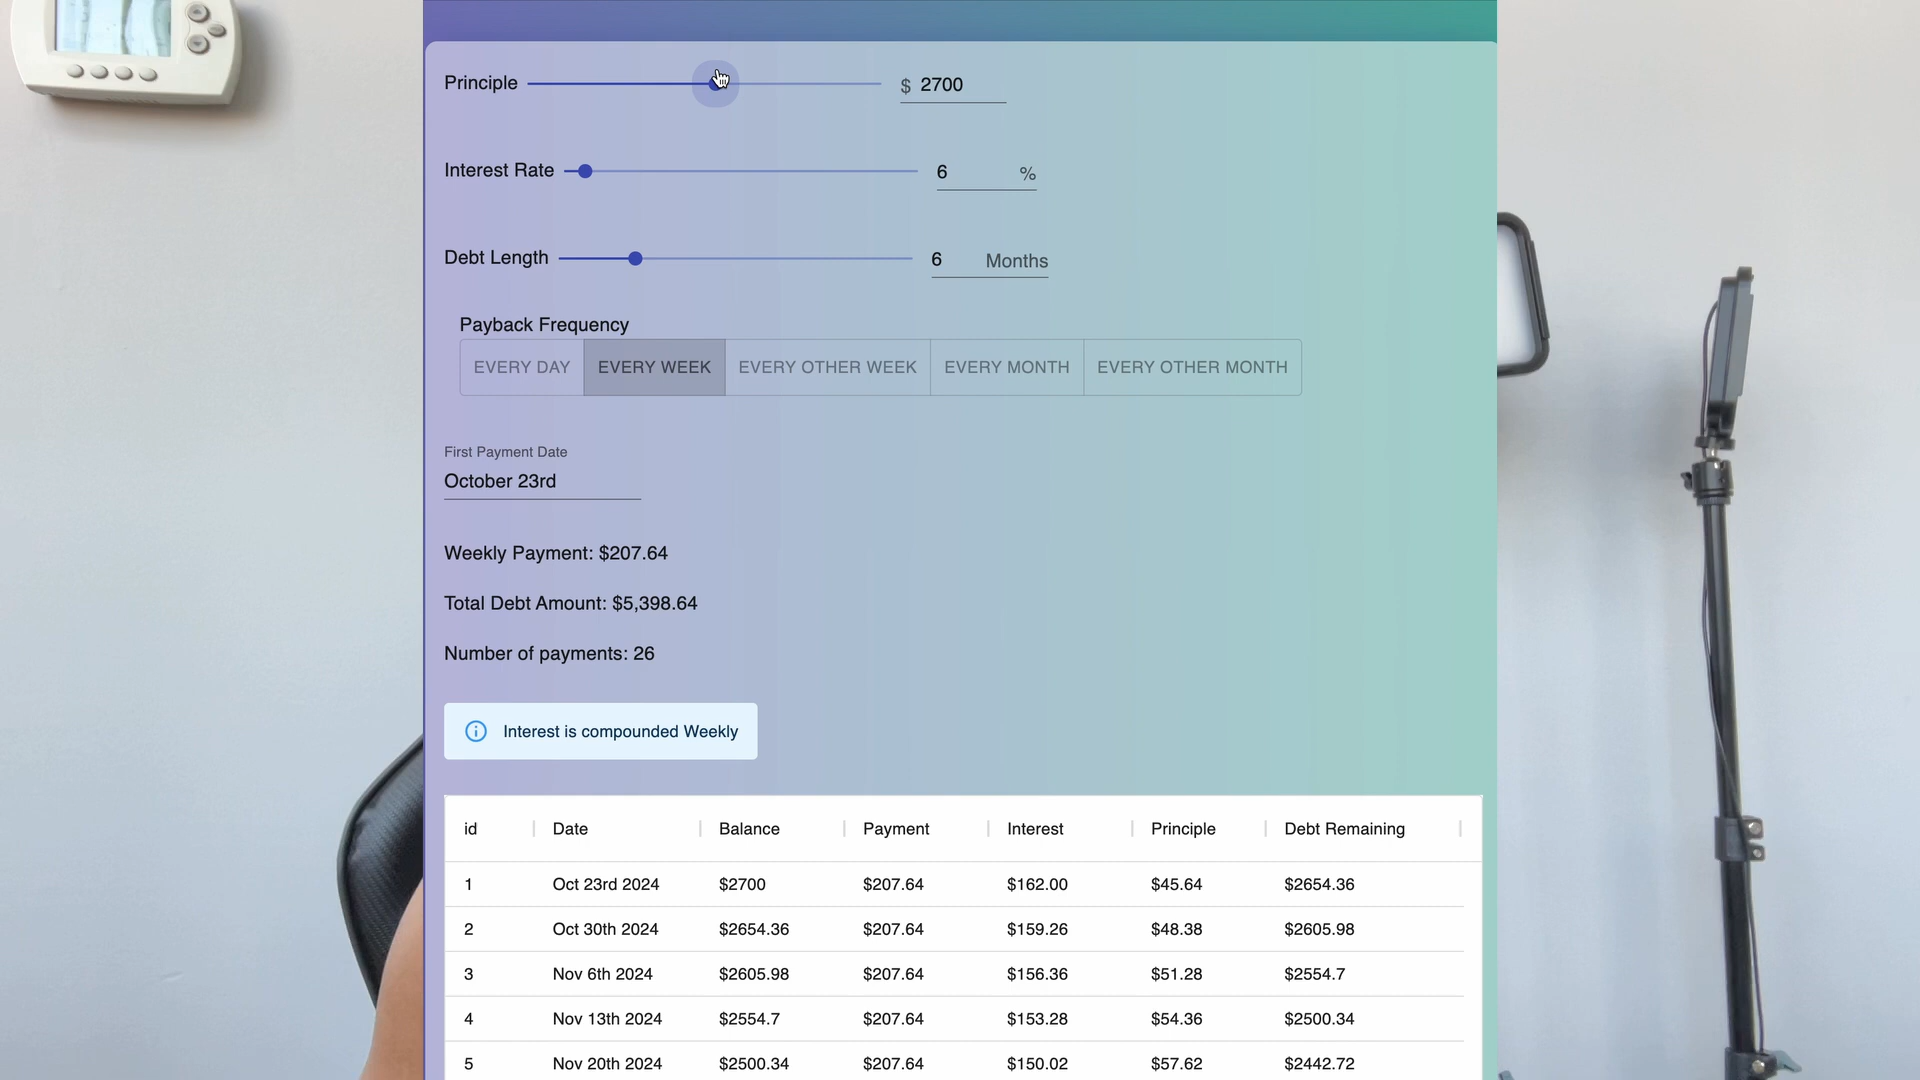 Principle $ 2700
Interest Rate 6 %
Debt Length 6 Months
Payback Frequency
EVERY DAY EVERY WEEK EVERY OTHER WEEK EVERY MONTH EVERY OTHER MONTH
First Payment Date
October 23rd
Weekly Payment: $207.64
Total Debt Amount: $5,398.64
Number of payments: 26
Interest is compounded Weekly
id Date Balance Payment Interest Principle Debt Remaining
1 Oct 23rd 2024 $2700 $207.64 $162.00 $45.64 $2654.36
2 Oct 30th 2024 $2654.36 $207.64 $159.26 $48.38 $2605.98
3 Nov 6th 2024 $2605.98 $207.64 $156.36 $51.28 $2554.7
4 Nov 13th 2024 $2554.7 $207.64 $153.28 $54.36 $2500.34
5 Nov 20th 2024 $2500.34 $207.64 $150.02 $57.62 $2442.72